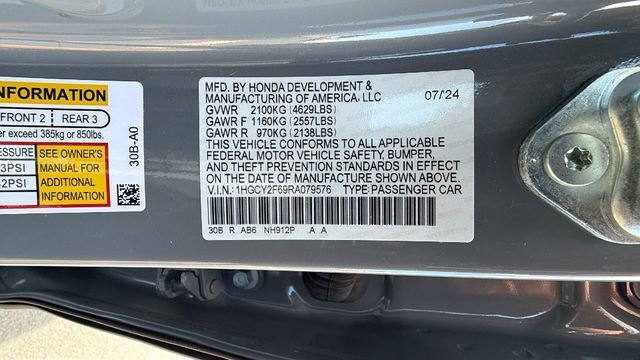 INFORMATION
FRONT 2 REAR 3
er exceed 385kg or 850lbs.
SEE OWNER'S
MANUAL FOR
ADDITIONAL
INFORMATION
30B-A0
MFD. BY HONDA DEVELOPMENT &
MANUFACTURING OF AMERICA, LLC 07/24
GVWR 2100KG (4629LBS)
GAWR F 1160KG (2557LBS)
GAWR R 970KG (2138LBS)
THIS VEHICLE CONFORMS TO ALL APPLICABLE
FEDERAL MOTOR VEHICLE SAFETY, BUMPER,
AND THEFT PREVENTION STANDARDS IN EFFECT
ON THE DATE OF MANUFACTURE SHOWN ABOVE.
V.I.N.: 1HGCY2F69RA079576 TYPE: PASSENGER CAR
30B R AB6 NH912P A A